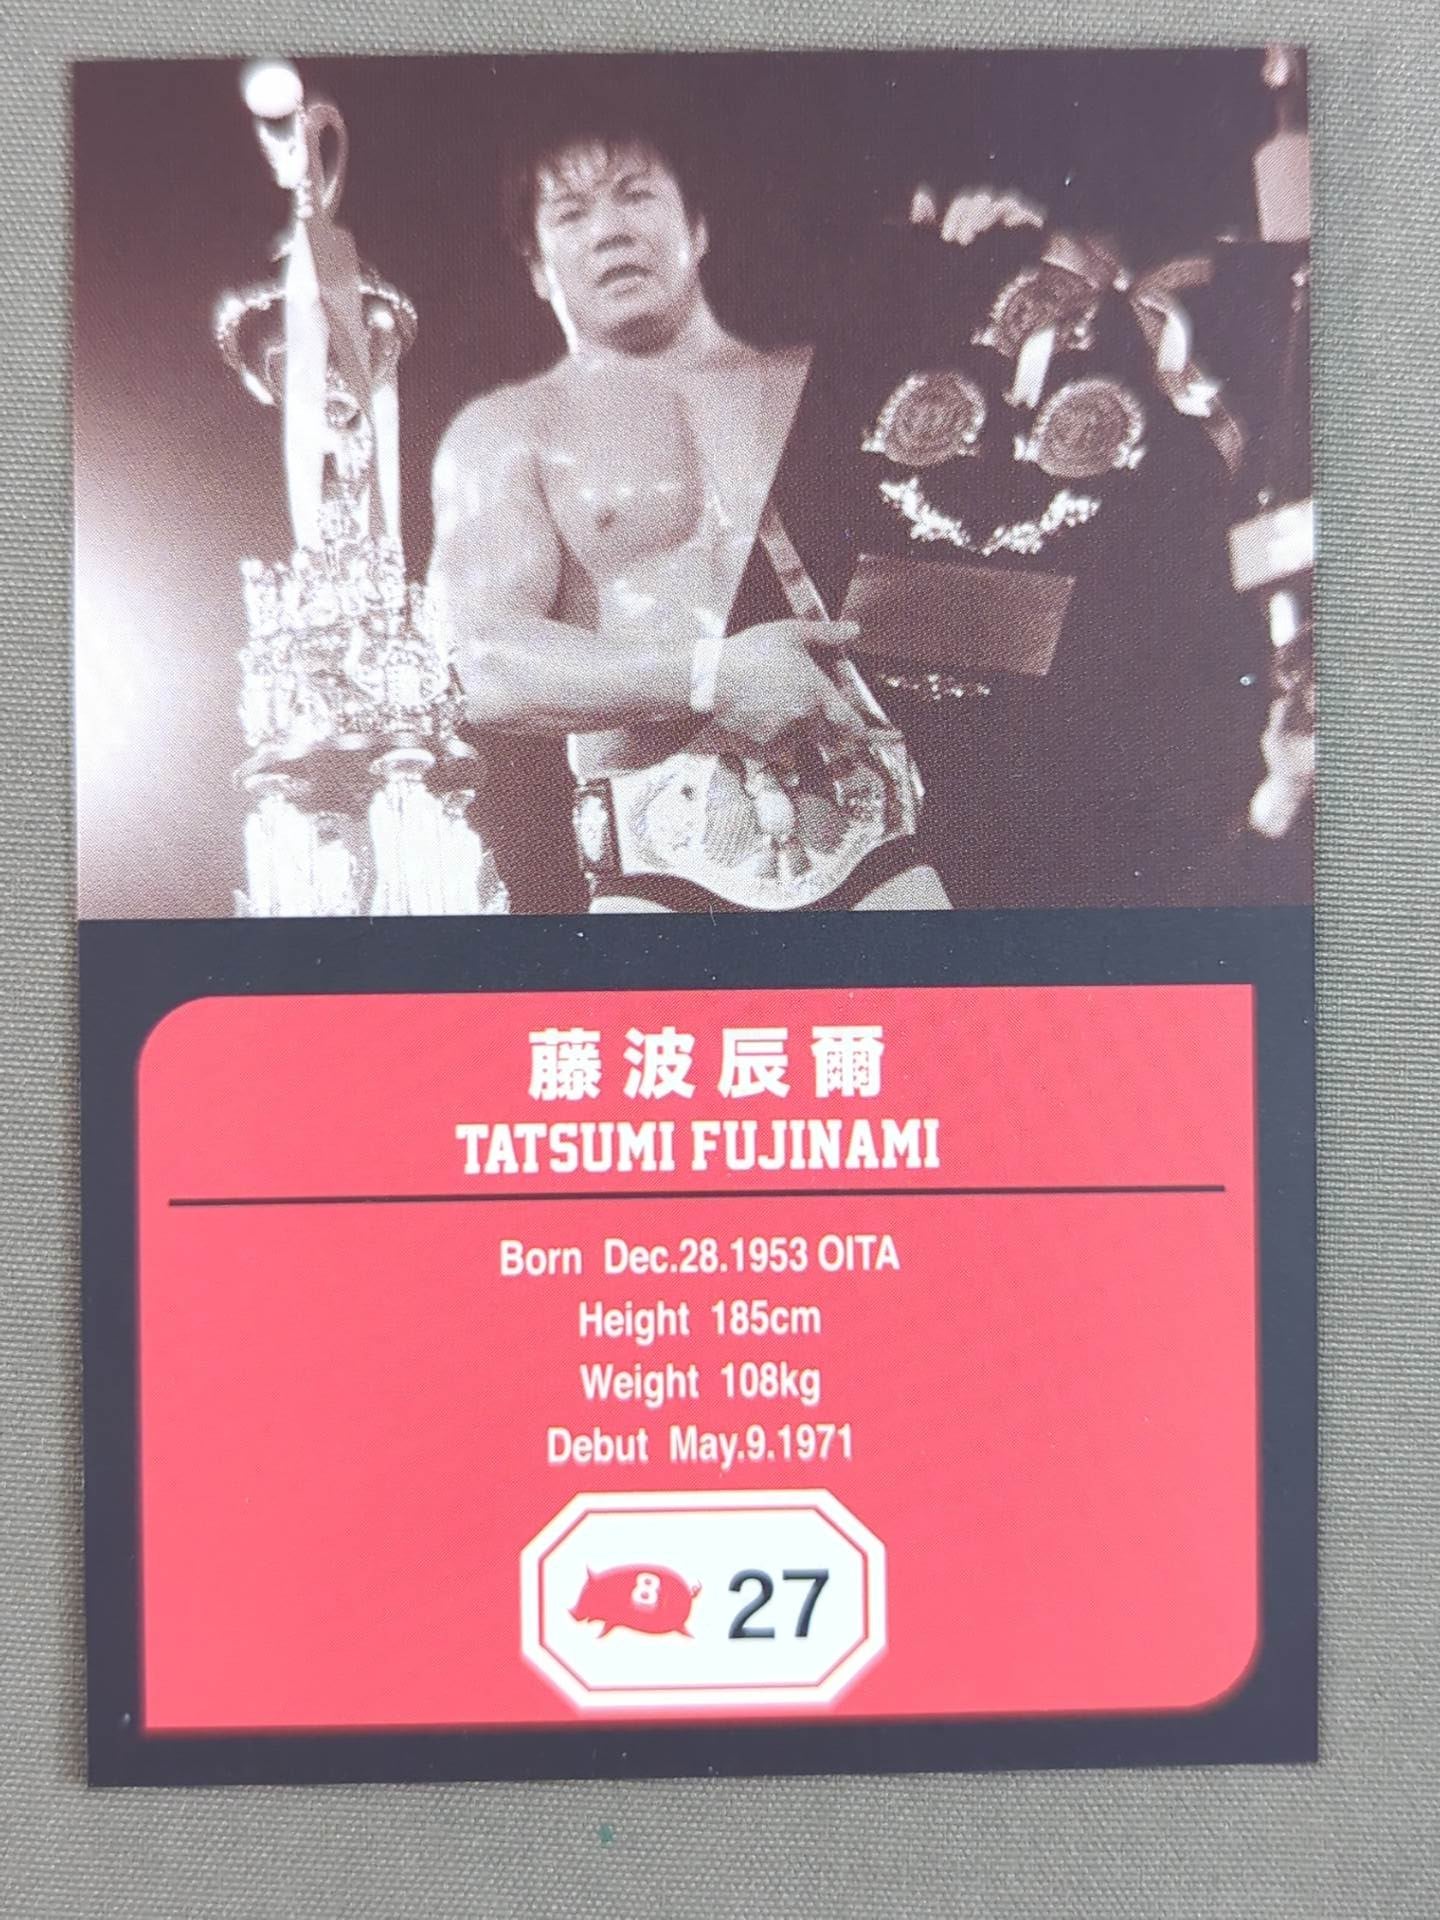 藤波辰爾
TATSUMI FUJINAMI
Born Dec.28.1953 OITA
Height 185cm
Weight 108kg
Debut May.9.1971
8 27